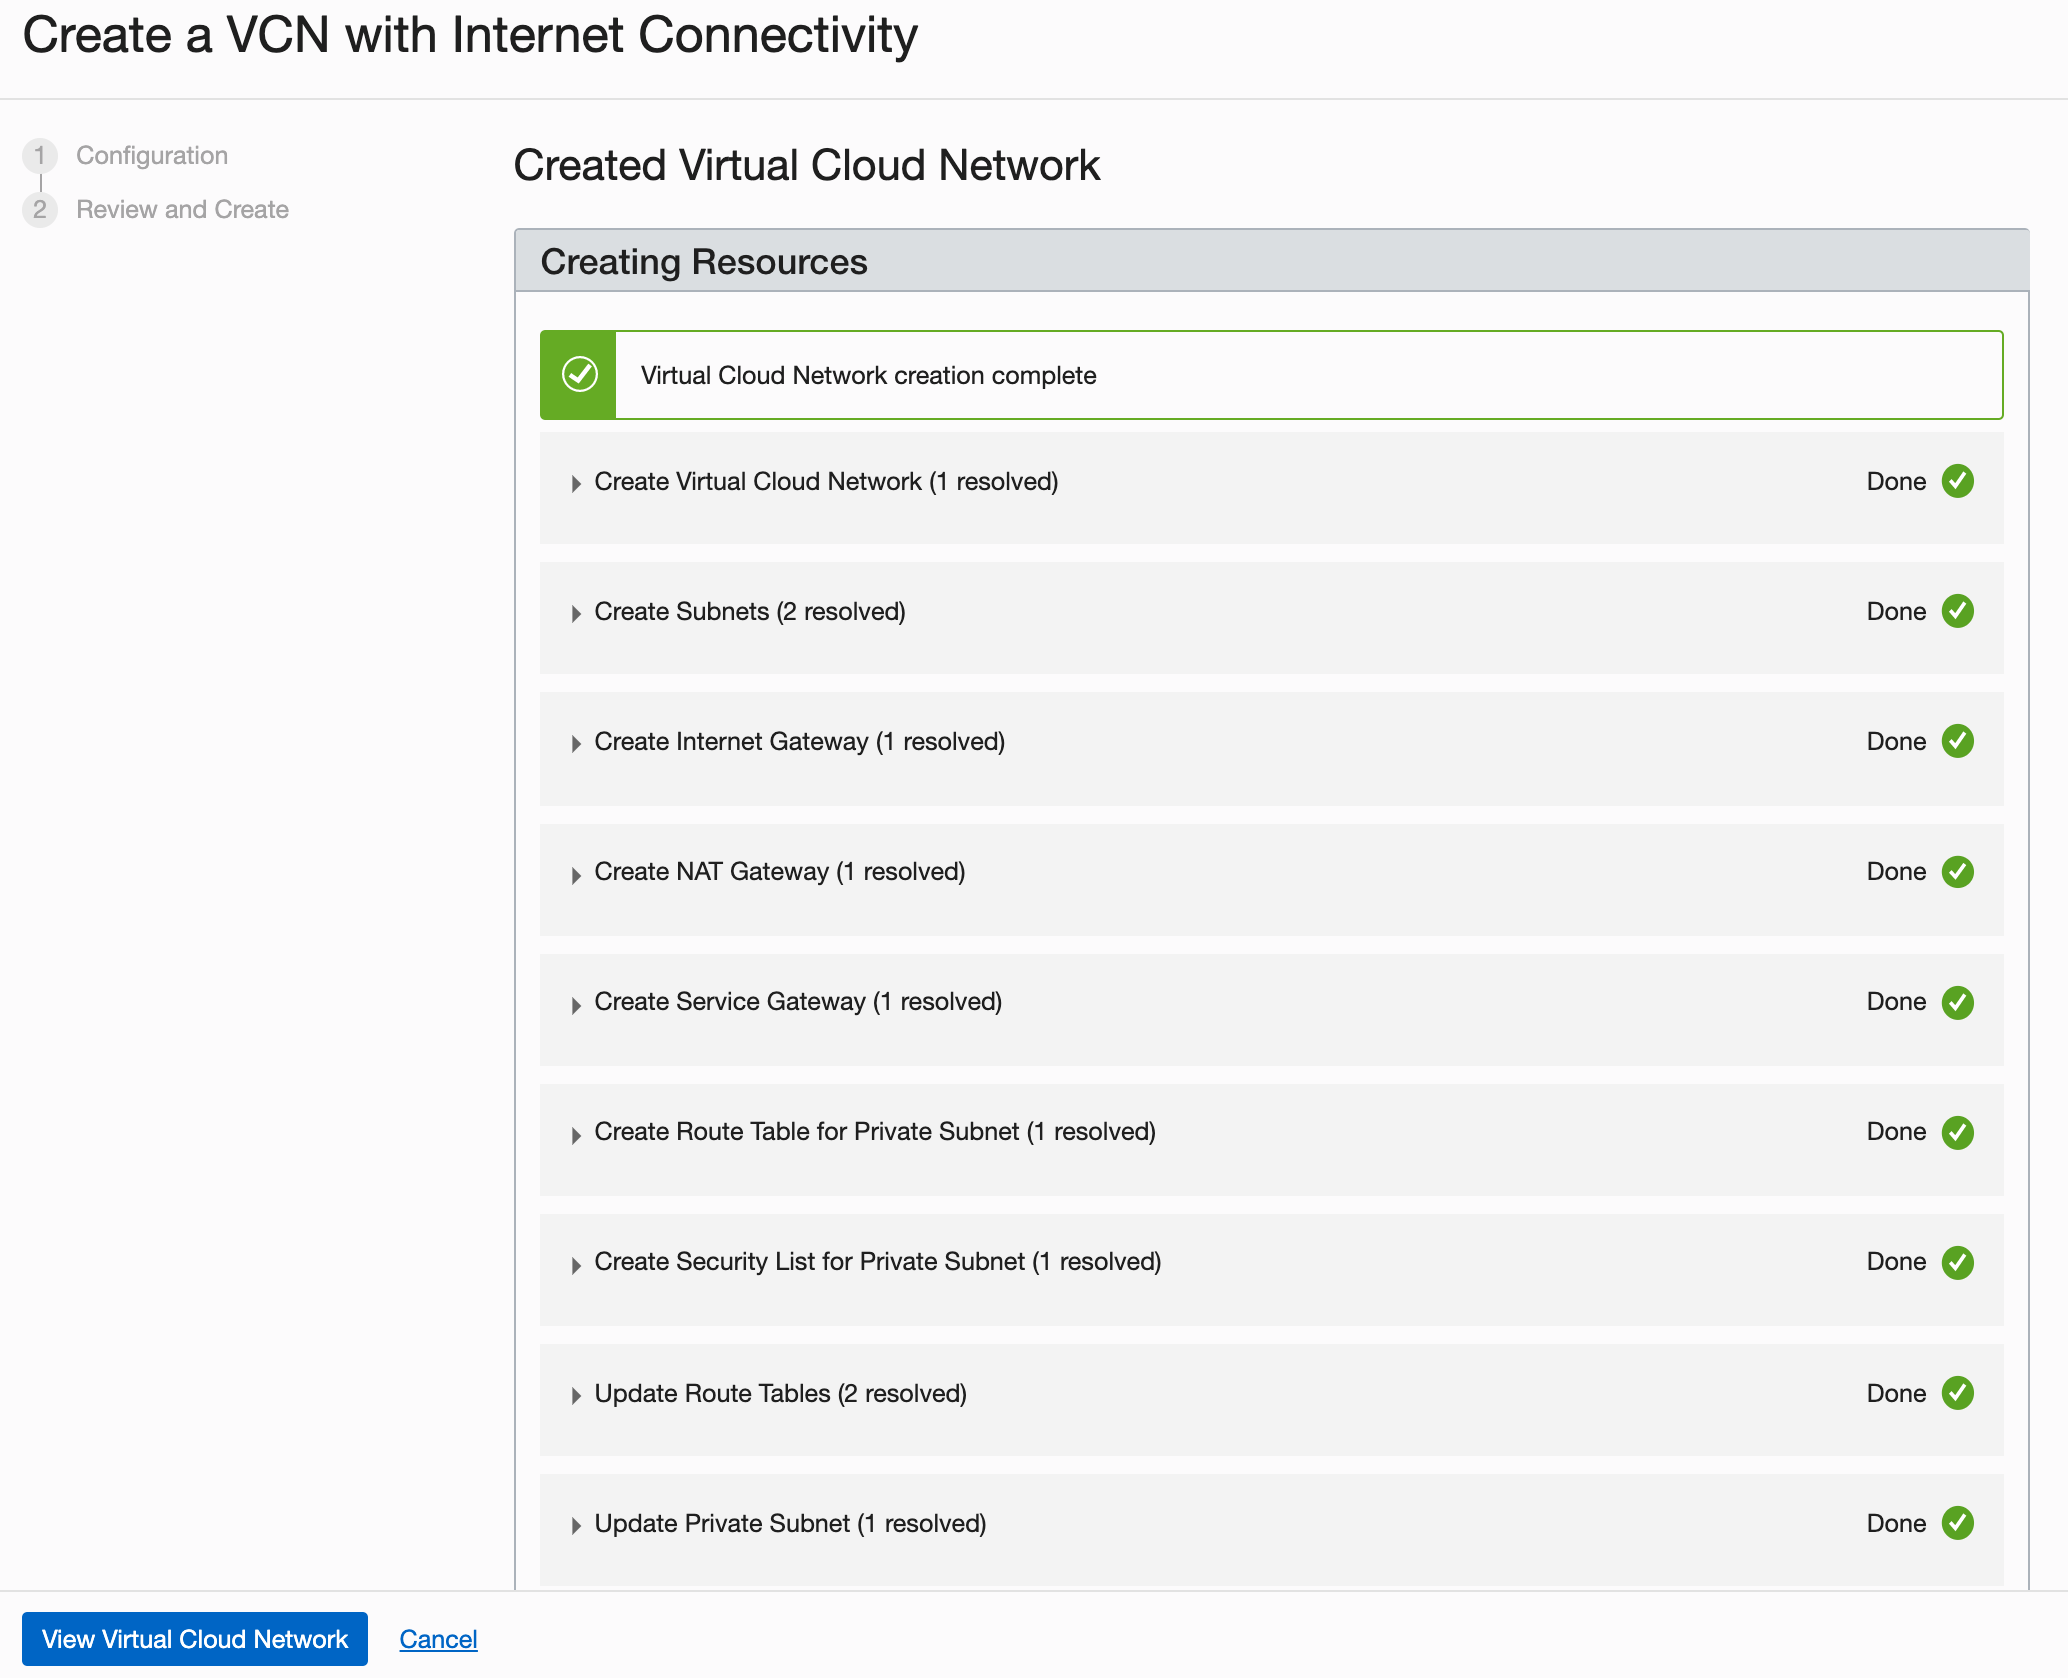 Create a VCN with Internet Connectivity
1 Configuration
2 Review and Create
Created Virtual Cloud Network
Creating Resources
Virtual Cloud Network creation complete
Create Virtual Cloud Network (1 resolved) Done
Create Subnets (2 resolved) Done
Create Internet Gateway (1 resolved) Done
Create NAT Gateway (1 resolved) Done
Create Service Gateway (1 resolved) Done
Create Route Table for Private Subnet (1 resolved) Done
Create Security List for Private Subnet (1 resolved) Done
Update Route Tables (2 resolved) Done
Update Private Subnet (1 resolved) Done
View Virtual Cloud Network Cancel